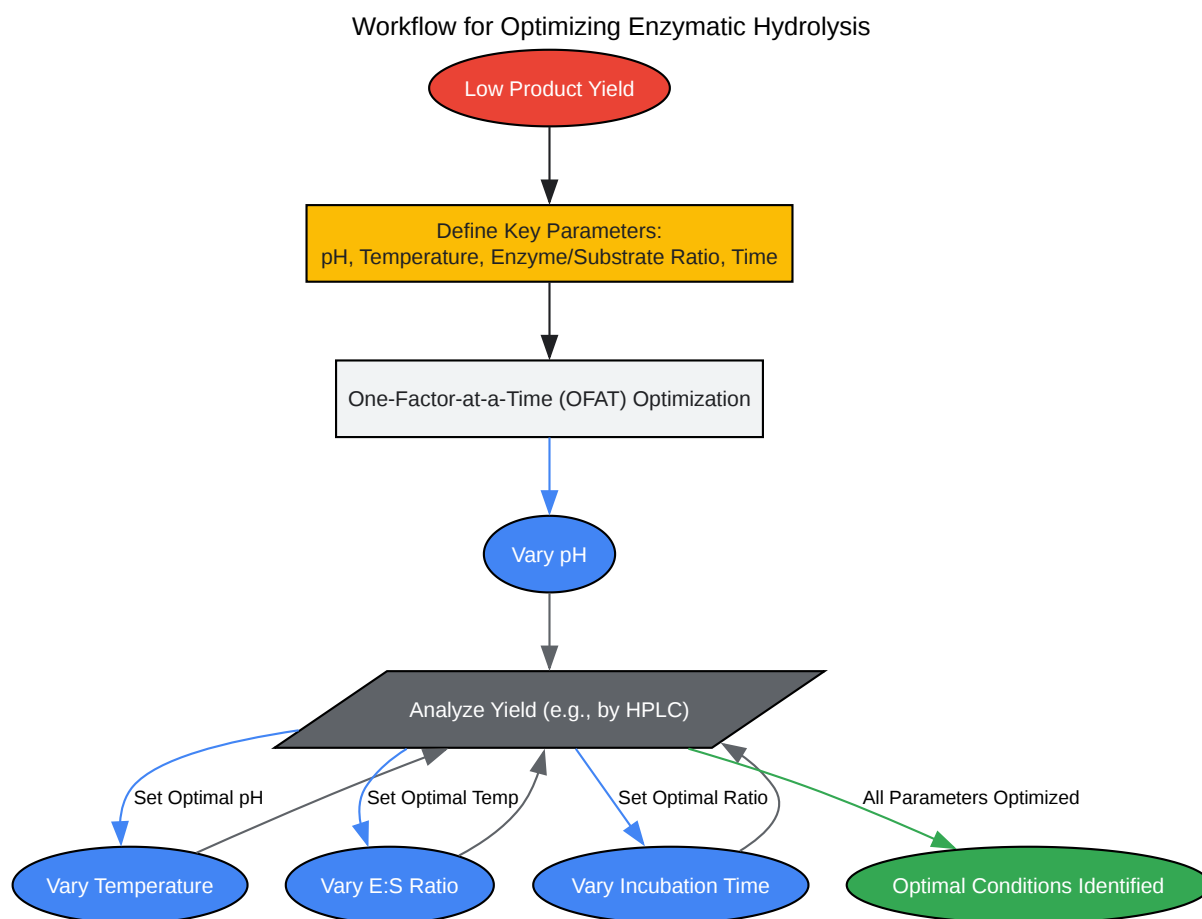 Workflow for Optimizing Enzymatic Hydrolysis
Low Product Yield
Define Key Parameters:
pH, Temperature, Enzyme/Substrate Ratio, Time
One-Factor-at-a-Time (OFAT) Optimization
Vary pH
Analyze Yield (e.g., by HPLC)
Set Optimal pH
Set Optimal Temp
Set Optimal Ratio
All Parameters Optimized
Vary Temperature
Vary E:S Ratio
Vary Incubation Time
Optimal Conditions Identified